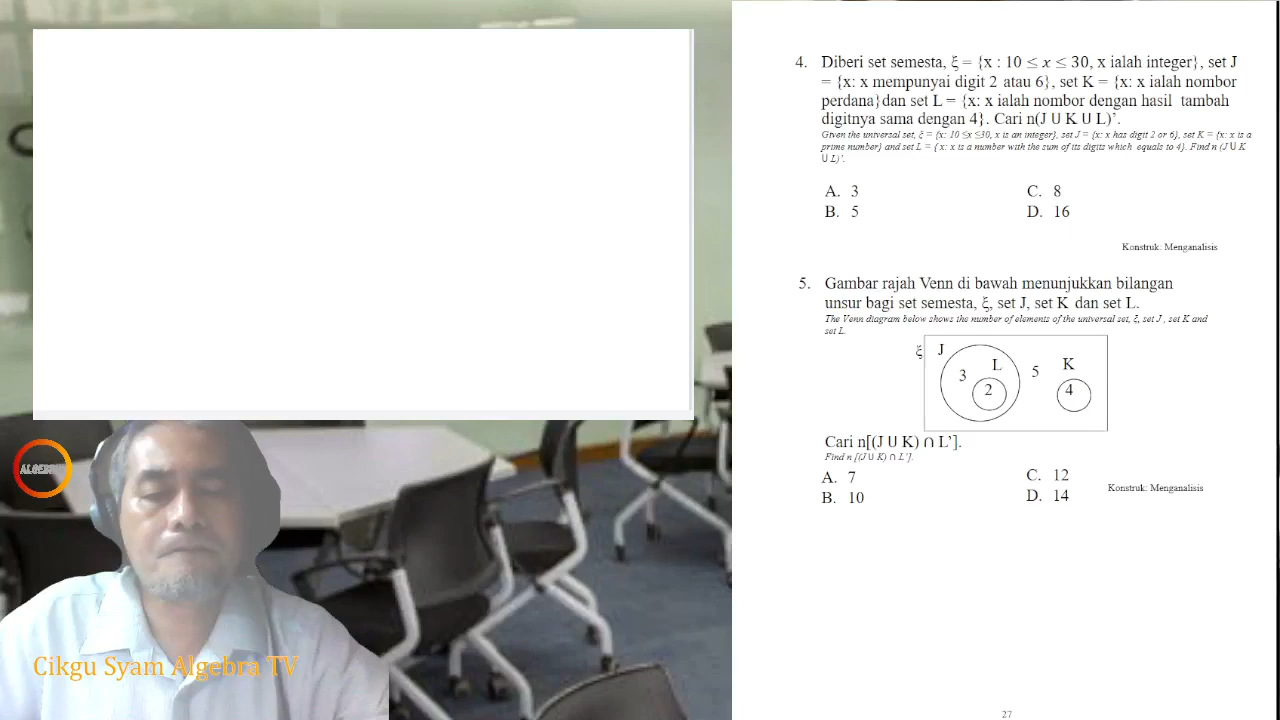 4. Diberi set semesta, ξ = {x : 10 ≤ x ≤ 30, x ialah integer}, set J
= {x: x mempunyai digit 2 atau 6}, set K = {x: x ialah nombor
perdana}dan set L = {x: x ialah nombor dengan hasil tambah
digitnya sama dengan 4}. Cari n(J U K U L)’.
Given the universal set, ξ = {x: 10 ≤x ≤30, x is an integer}, set J = {x: x has digit 2 or 6}, set K = {x: x is a
prime number} and set L = { x: x is a number with the sum of its digits which equals to 4}. Find n (J U K
U L)’.
A. 3 C. 8
B. 5 D. 16
Konstruk: Menganalisis
5. Gambar rajah Venn di bawah menunjukkan bilangan
unsur bagi set semesta, ξ, set J, set K dan set L.
The Venn diagram below shows the number of elements of the universal set, ξ, set J , set K and
set L.
ξ J
L K
3 5
2 4
Cari n[(J U K) ∩ L’].
Find n [(J U K) ∩ L’].
A. 7 C. 12
B. 10 D. 14
Konstruk: Menganalisis
27
ALGEBRA
Cikgu Syam Algebra TV